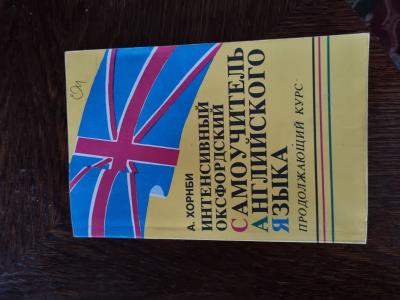 А. ХОРНБИ
ИНТЕНСИВНЫЙ
ОКСФОРДСКИЙ
САМОУЧИТЕЛЬ
АНГЛИЙСКОГО
ЯЗЫКА
ПРОДОЛЖАЮЩИЙ КУРС